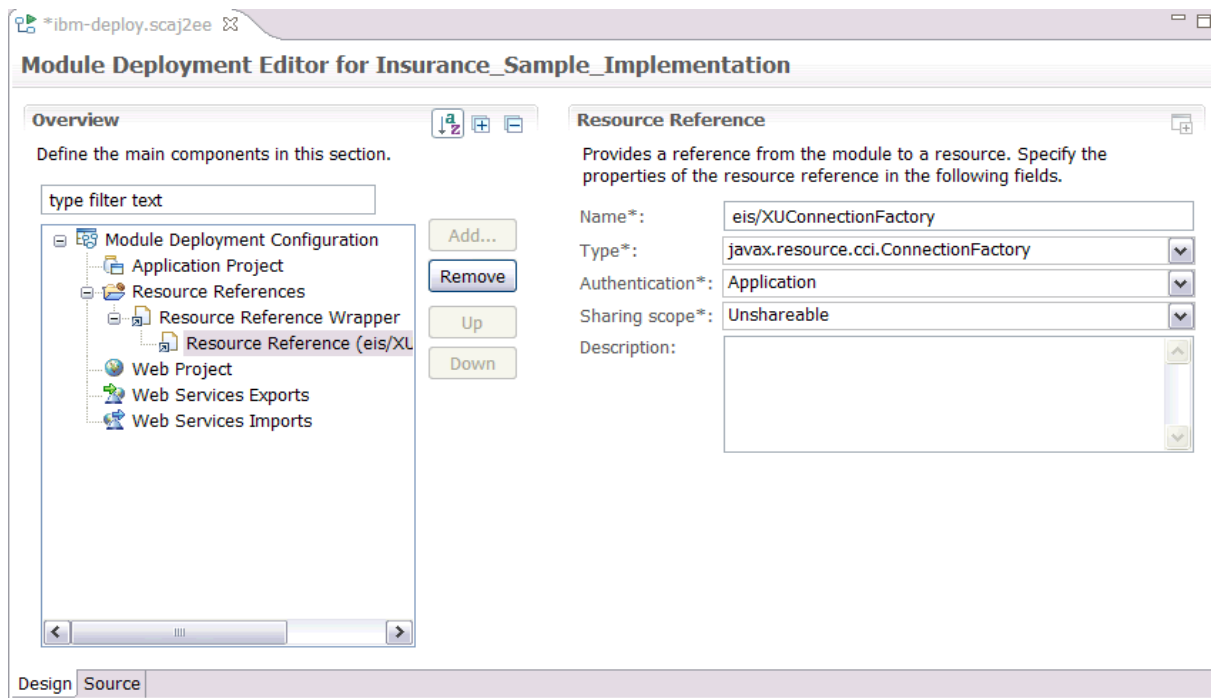 *ibm-deploy.scaj2ee
Module Deployment Editor for Insurance_Sample_Implementation
Overview
Define the main components in this section.
type filter text
Module Deployment Configuration
Application Project
Resource References
Resource Reference Wrapper
Resource Reference (eis/XU
Web Project
Web Services Exports
Web Services Imports
Add...
Remove
Up
Down
Resource Reference
Provides a reference from the module to a resource. Specify the
properties of the resource reference in the following fields.
Name*: eis/XUConnectionFactory
Type*: javax.resource.cci.ConnectionFactory
Authentication*: Application
Sharing scope*: Unshareable
Description:
Design Source